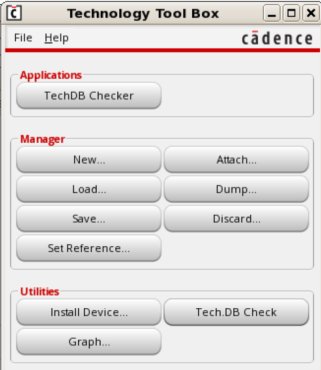 Technology Tool Box
File Help cādence
Applications
TechDB Checker
Manager
New... Attach...
Load... Dump...
Save... Discard...
Set Reference...
Utilities
Install Device... Tech.DB Check
Graph...